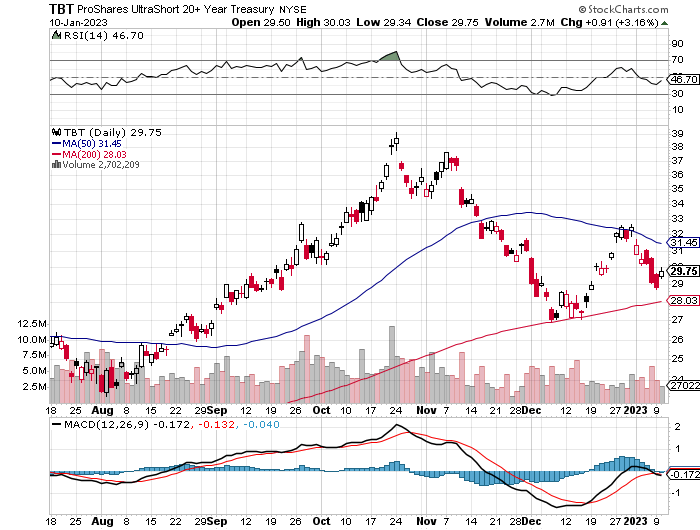 TBT ProShares UltraShort 20+ Year Treasury NYSE © StockCharts.com
10-Jan-2023 Open 29.50 High 30.03 Low 29.34 Close 29.75 Volume 2.7M Chg +0.91 (+3.16%)
RSI(14) 46.70
90
70
50
46.70
30
10
TBT (Daily) 29.75
MA(50) 31.45
MA(200) 28.03
Volume 2,702,209
39
38
37
36
35
34
33
32
31.45
29.75
29
28.03
27
26
25
24
27022
12.5M
10.0M
7.5M
5.0M
2.5M
18 25 Aug 8 15 22 29 Sep 12 19 26 Oct 10 17 24 Nov 7 14 21 28 Dec 12 19 27 2023 9
MACD(12,26,9) -0.172, -0.132, -0.040
2
1
-0.172
-1
18 25 Aug 8 15 22 29 Sep 12 19 26 Oct 10 17 24 Nov 7 14 21 28 Dec 12 19 27 2023 9